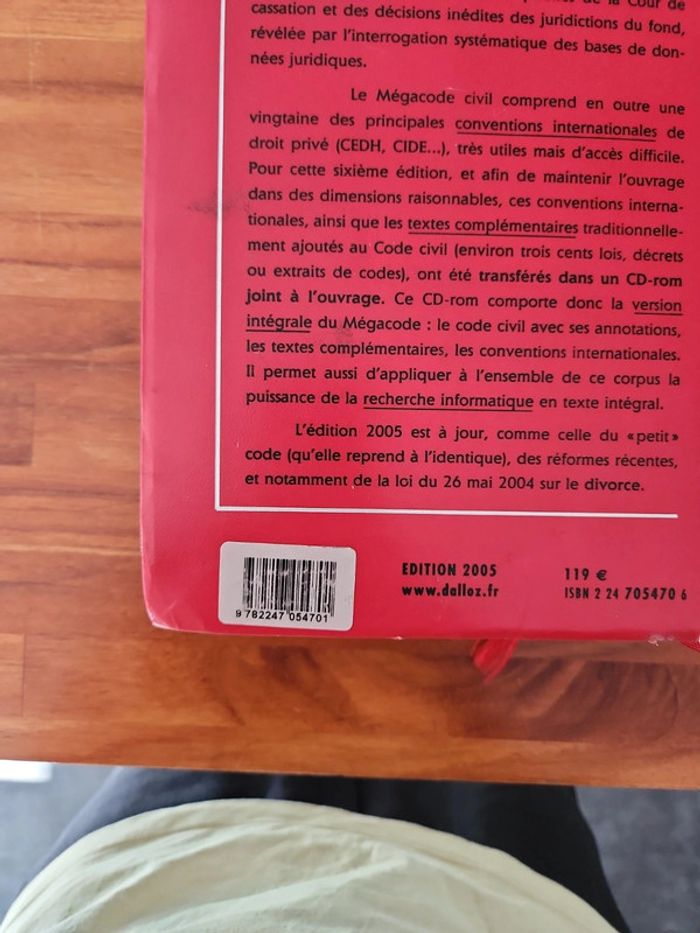 de la Cour de
cassation et des décisions inédites des juridictions du fond,
révélée par l'interrogation systématique des bases de don-
nées juridiques.
Le Mégacode civil comprend en outre une
vingtaine des principales conventions internationales de
droit privé (CEDH, CIDE...), très utiles mais d'accès difficile.
Pour cette sixième édition, et afin de maintenir l'ouvrage
dans des dimensions raisonnables, ces conventions interna-
tionales, ainsi que les textes complémentaires traditionnelle-
ment ajoutés au Code civil (environ trois cents lois, décrets
ou extraits de codes), ont été transférés dans un CD-rom
joint à l'ouvrage. Ce CD-rom comporte donc la version
intégrale du Mégacode : le code civil avec ses annotations,
les textes complémentaires, les conventions internationales.
Il permet aussi d'appliquer à l'ensemble de ce corpus la
puissance de la recherche informatique en texte intégral.
L'édition 2005 est à jour, comme celle du «petit»
code (qu'elle reprend à l'identique), des réformes récentes,
et notamment de la loi du 26 mai 2004 sur le divorce.
EDITION 2005
www.dalloz.fr
119 €
ISBN 2 24 705470 6
9 782247 054701